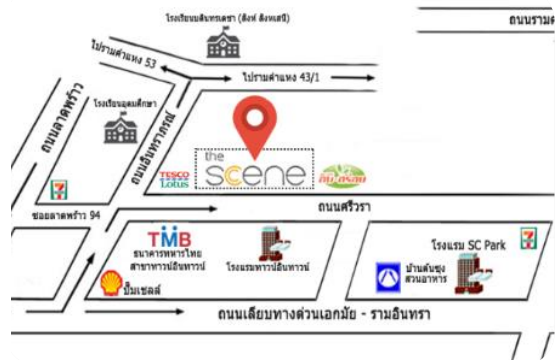 โรงเรียนบดินทรเดชา (สิงห์ สิงหเสนี)
ถนนรามค
ไปรามคำแหง 53
ไปรามคำแหง 43/1
โรงเรียนอุดมศึกษา
ถนนลาดพร้าว
ถนนอินทราภรณ์
the
scene
TESCO
Lotus
7 ELEVEN
ซอยลาดพร้าว 94
ถนนศรีวรา
TMB
ธนาคารทหารไทย
สาขาทาวน์อินทาวน์
โรงแรมทาวน์อินทาวน์
โรงแรม SC Park
7 ELEVEN
บ้านต้นซุง
สวนอาหาร
ปั๊มเชลล์
ถนนเลียบทางด่วนเอกมัย - รามอินทรา